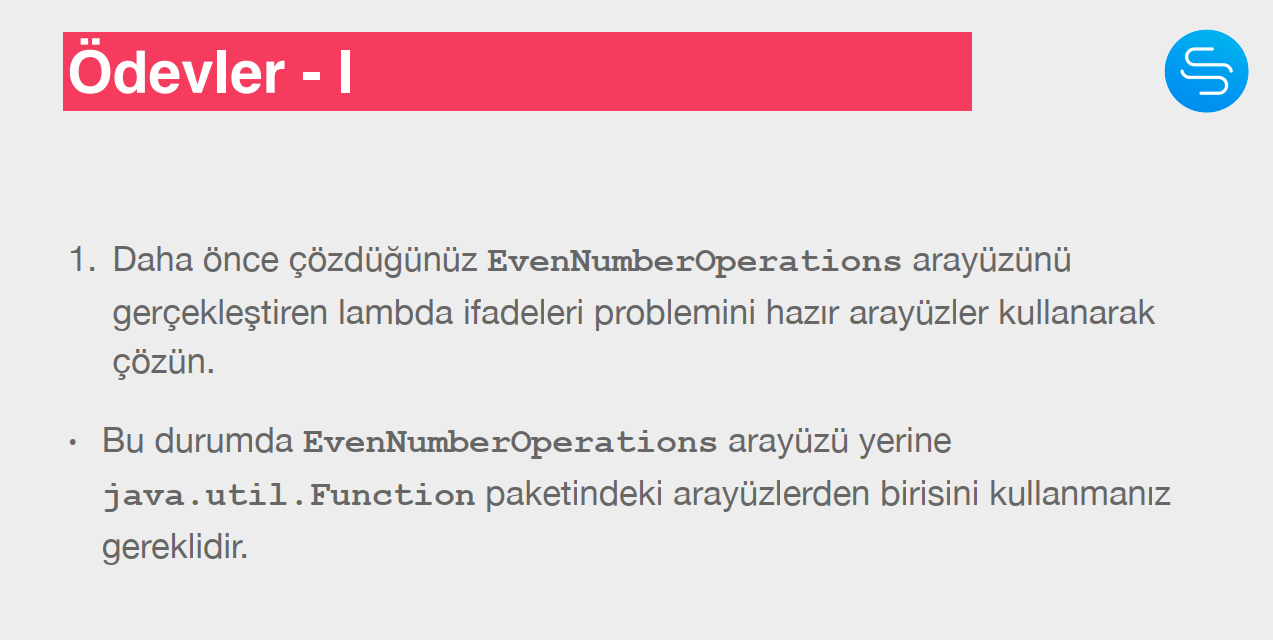 Ödevler - I
1. Daha önce çözdüğünüz EvenNumberOperations arayüzünü
gerçekleştiren lambda ifadeleri problemini hazır arayüzler kullanarak
çözün.
• Bu durumda EvenNumberOperations arayüzü yerine
java.util.Function paketindeki arayüzlerden birisini kullanmanız
gereklidir.